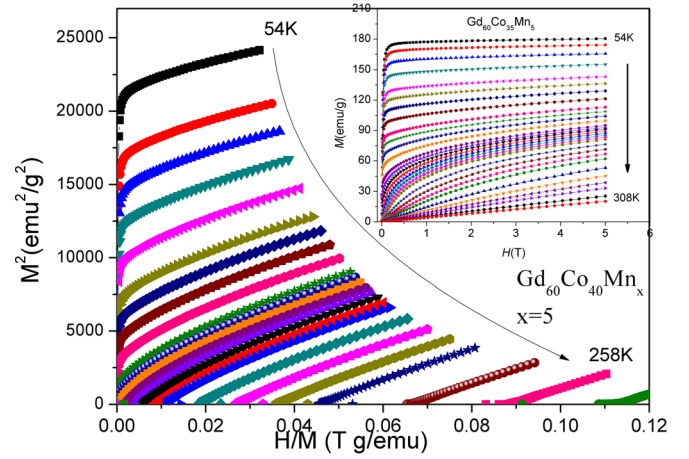 25000
20000
15000
10000
5000
0
M²(emu²/g²)
0.00 0.02 0.04 0.06 0.08 0.10 0.12
H/M (T g/emu)
54K
258K
Gd₆₀Co₄₀Mnₓ
x=5
Gd₆₀Co₃₅Mn₅
210
180
150
120
90
60
30
0
M(emu/g)
0 1 2 3 4 5 6
H(T)
54K
308K